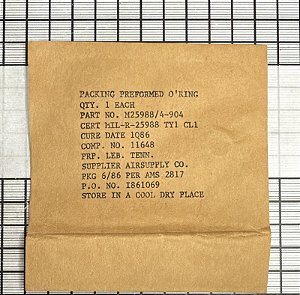 PACKING PREFORMED O'RING
QTY. 1 EACH
PART NO. M25988/4-904
CERT MIL-R-25988 TY1 CL1
CURE DATE 1Q86
COMP. NO. 11648
PRP. LEB. TENN.
SUPPLIER AIRSUPPLY CO.
PKG 6/86 PER AMS 2817
P.O. NO. I861069
STORE IN A COOL DRY PLACE